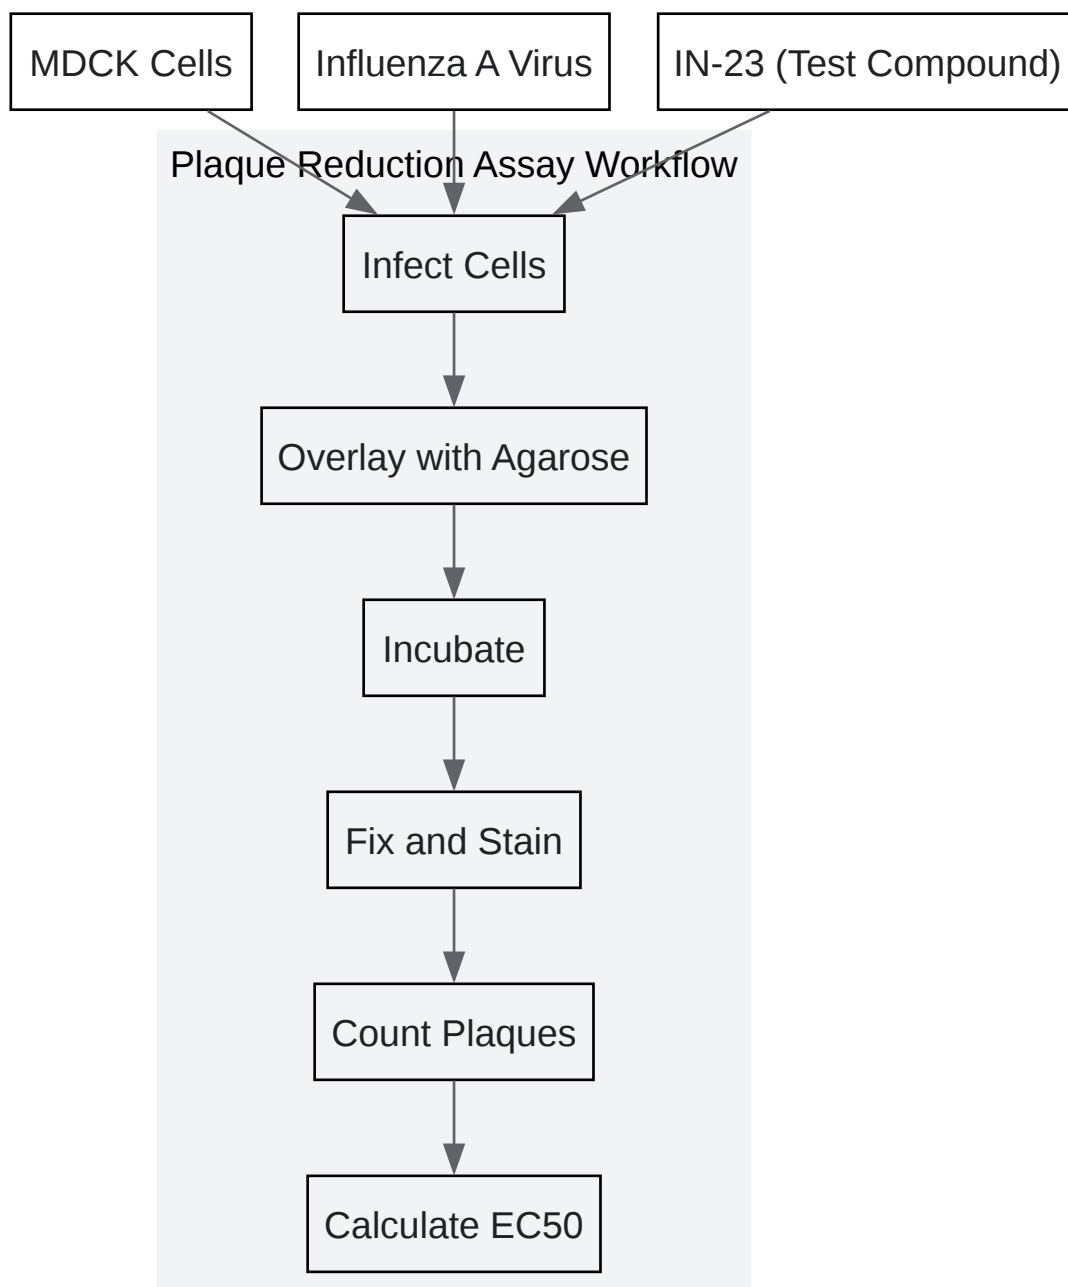 MDCK Cells
Influenza A Virus
IN-23 (Test Compound)
Plaque Reduction Assay Workflow
Infect Cells
Overlay with Agarose
Incubate
Fix and Stain
Count Plaques
Calculate EC50